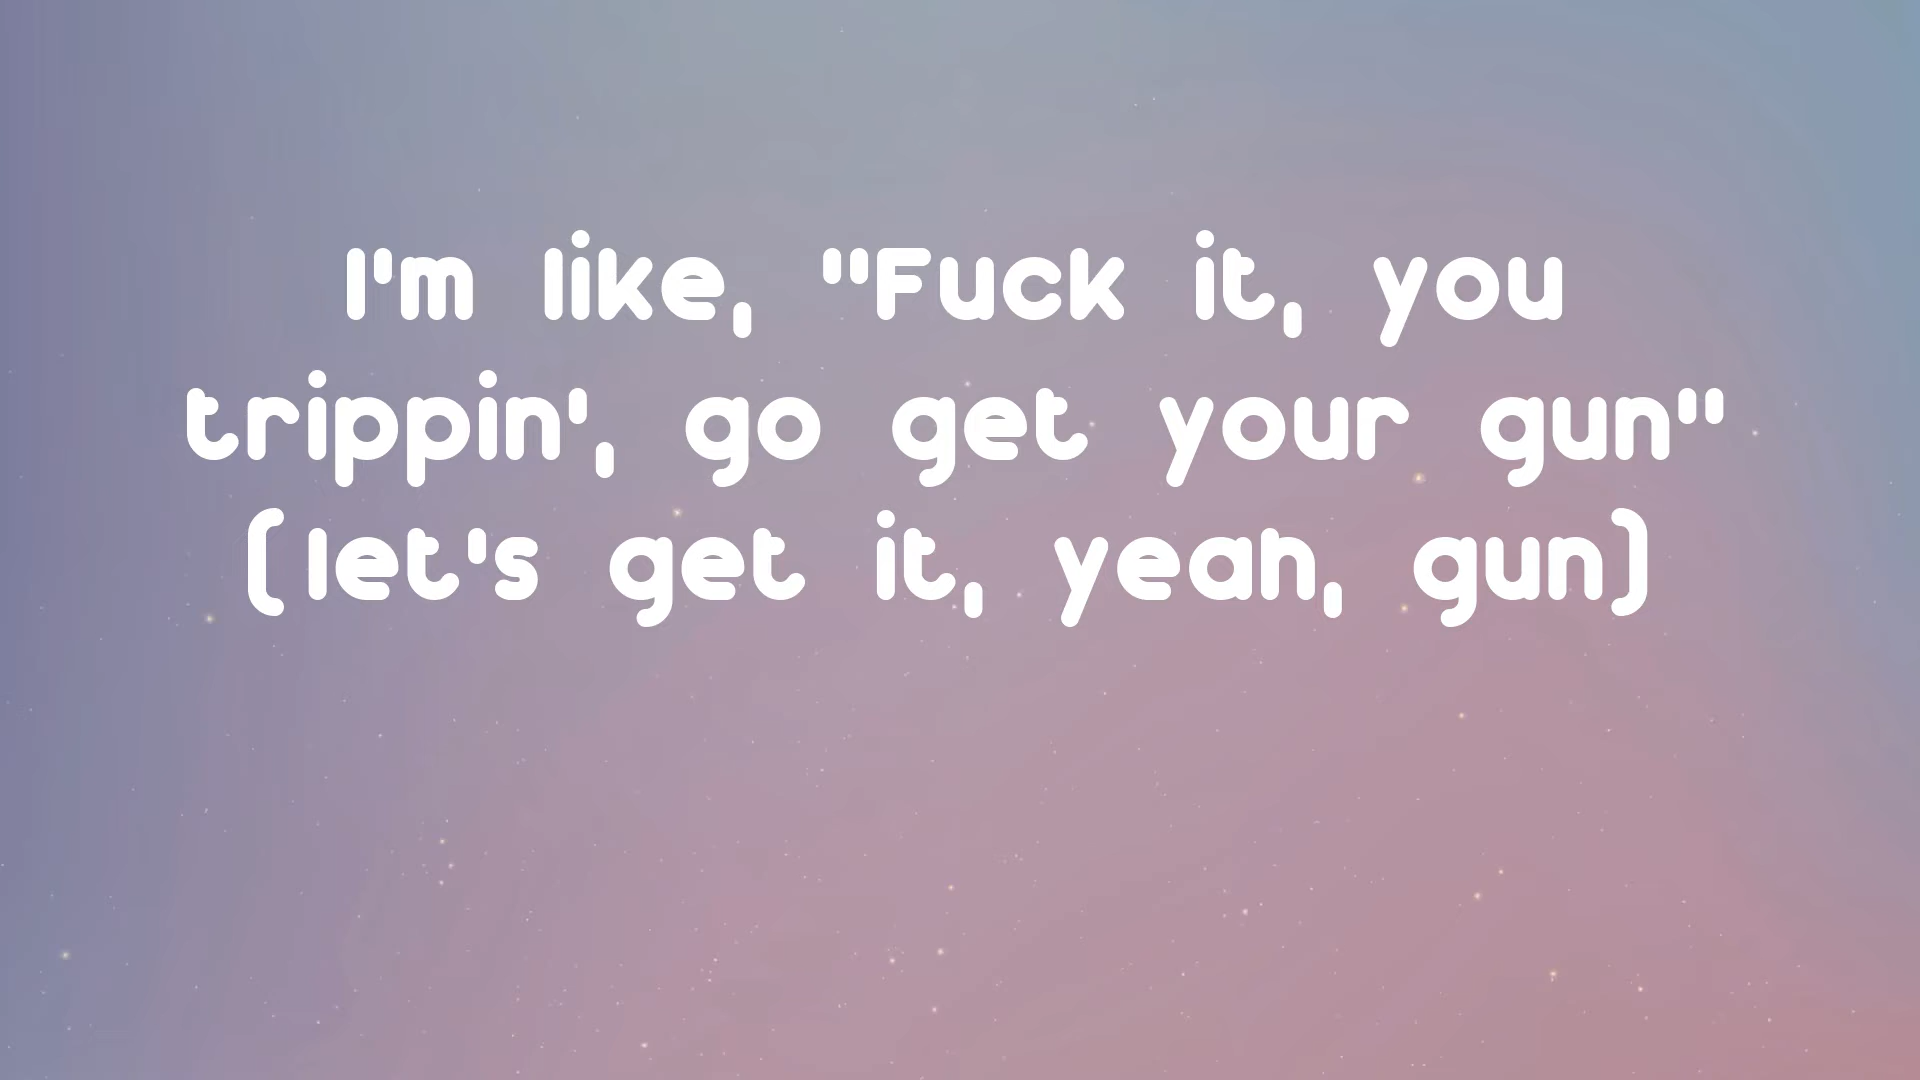 I'm like, "Fuck it, you
trippin', go get your gun"
(let's get it, yeah, gun)